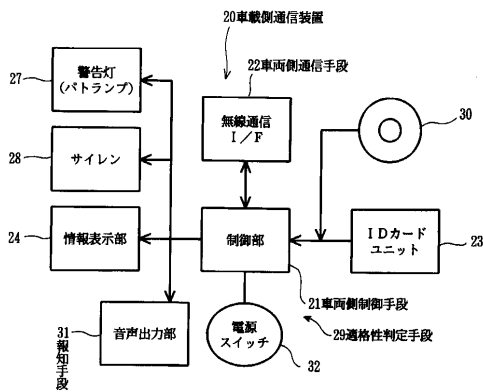 20車載側通信装置
27
警告灯
(パトランプ)
22車両側通信手段
無線通信
I/F
30
28
サイレン
24
情報表示部
制御部
IDカード
ユニット
23
21車両側制御手段
29適格性判定手段
31報知手段
音声出力部
電源
スイッチ
32